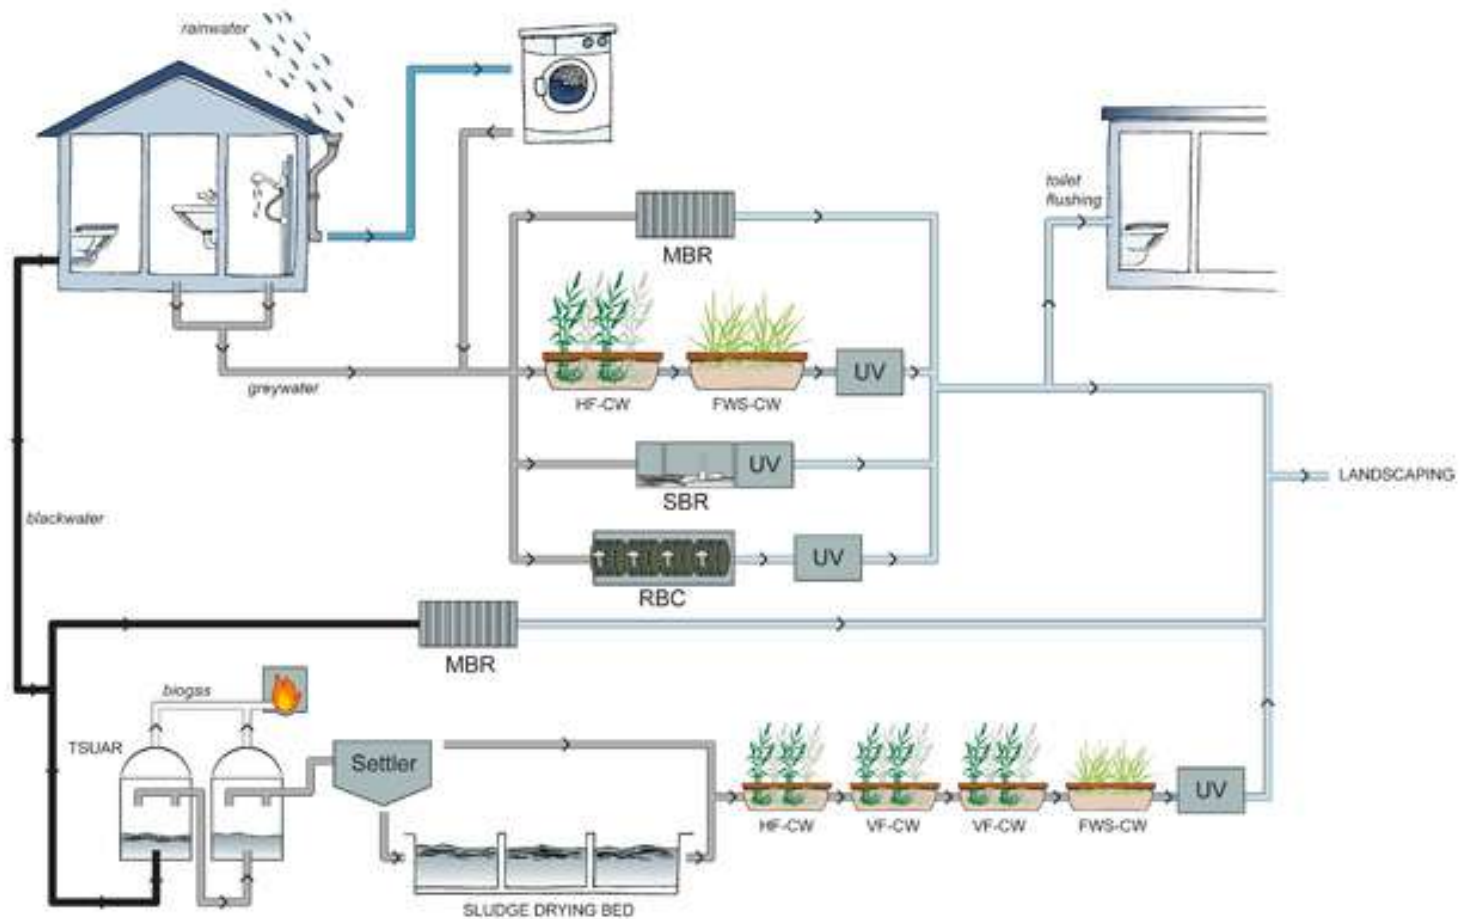 rainwater
toilet
flushing
MBR
UV
HF-CW
FWS-CW
greywater
UV
SBR
LANDSCAPING
blackwater
UV
RBC
MBR
biogss
TSUAR
Settler
UV
HF-CW
VF-CW
VF-CW
FWS-CW
SLUDGE DRYING BED